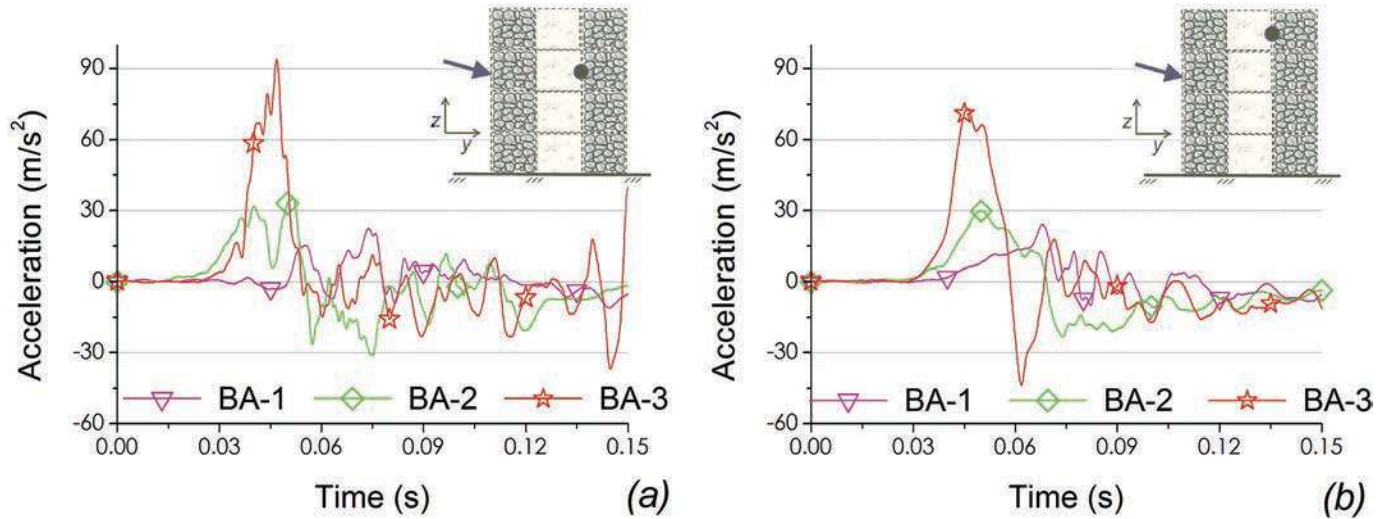 Acceleration (m/s²)
90
60
30
0
-30
-60
z
y
BA-1 BA-2 BA-3
0.00 0.03 0.06 0.09 0.12 0.15
Time (s)
(a)
Acceleration (m/s²)
90
60
30
0
-30
-60
z
y
BA-1 BA-2 BA-3
0.00 0.03 0.06 0.09 0.12 0.15
Time (s)
(b)